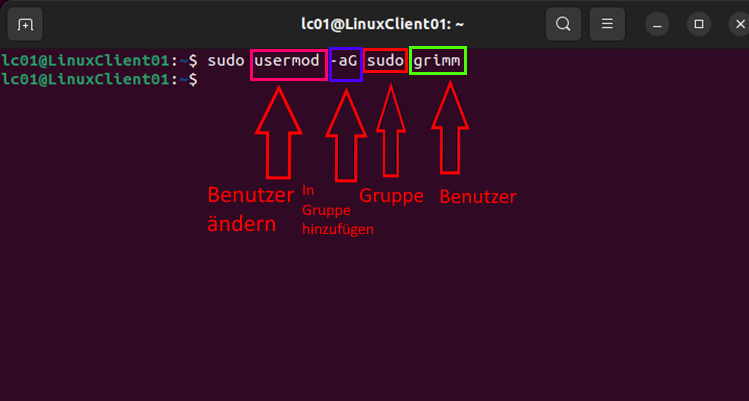 lc01@LinuxClient01: ~
lc01@LinuxClient01:~$ sudo usermod -aG sudo grimm
lc01@LinuxClient01:~$
Benutzer
ändern
In
Gruppe
hinzufügen
Gruppe
Benutzer